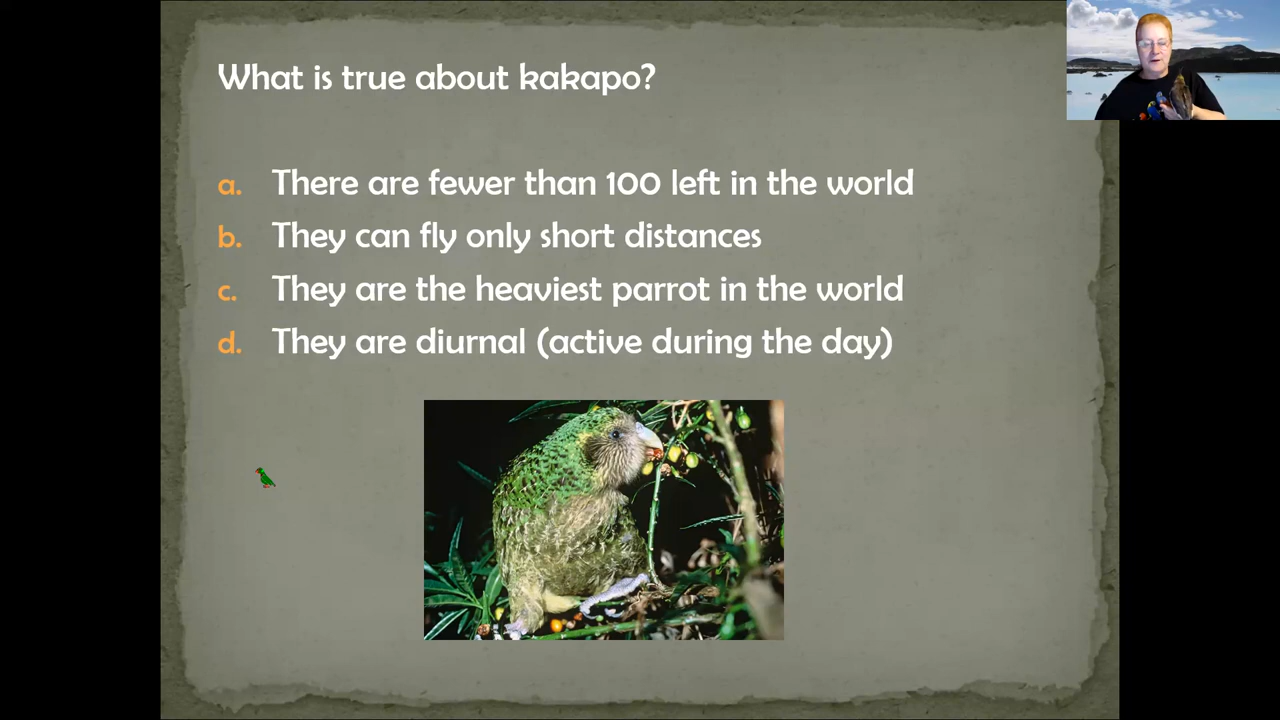 What is true about kakapo?
a. There are fewer than 100 left in the world
b. They can fly only short distances
c. They are the heaviest parrot in the world
d. They are diurnal (active during the day)